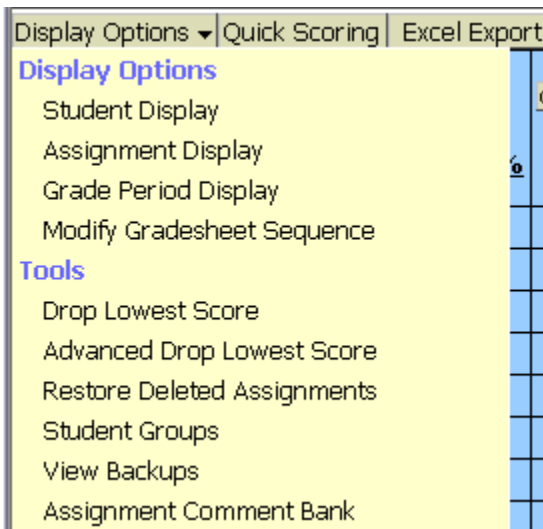 Display Options Quick Scoring Excel Export
Display Options
Student Display
Assignment Display
%
Grade Period Display
Modify Gradesheet Sequence
Tools
Drop Lowest Score
Advanced Drop Lowest Score
Restore Deleted Assignments
Student Groups
View Backups
Assignment Comment Bank